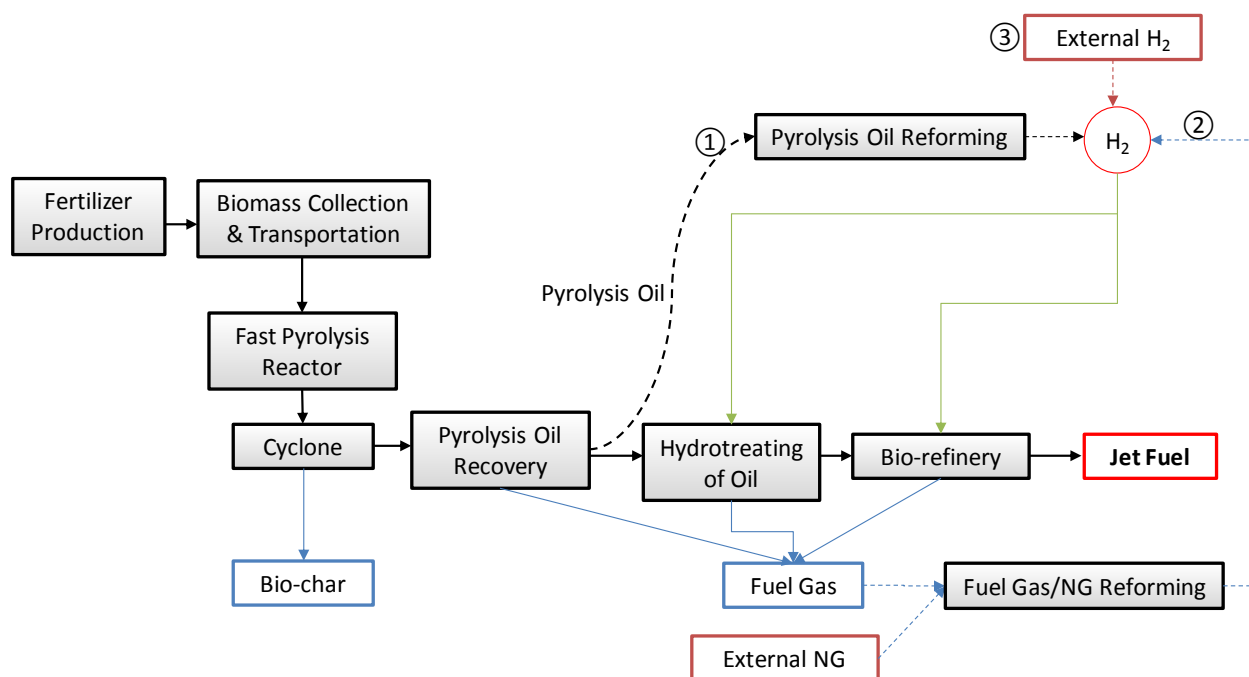 ③
External H₂
①
Pyrolysis Oil Reforming
H₂
②
Fertilizer
Production
Biomass Collection
& Transportation
Pyrolysis Oil
Fast Pyrolysis
Reactor
Cyclone
Pyrolysis Oil
Recovery
Hydrotreating
of Oil
Bio-refinery
Jet Fuel
Bio-char
Fuel Gas
Fuel Gas/NG Reforming
External NG